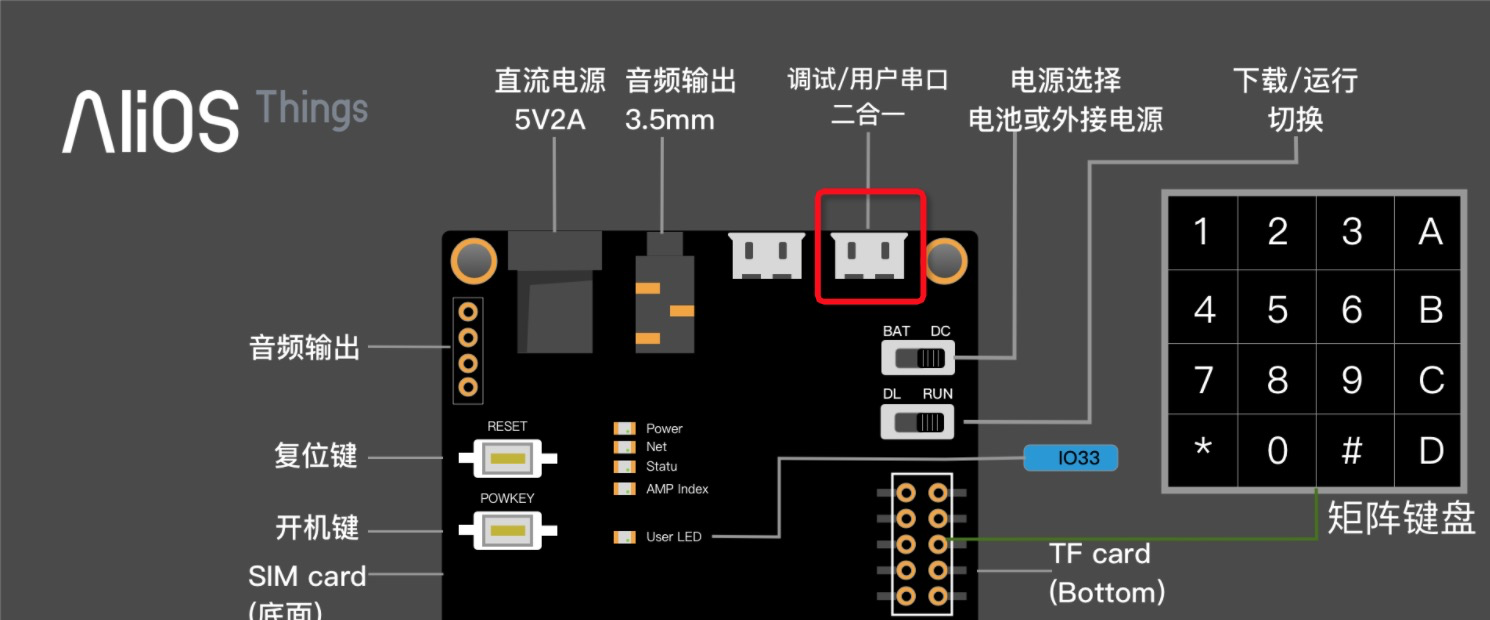 AliOS Things
直流电源
5V2A
音频输出
3.5mm
调试/用户串口
二合一
电源选择
电池或外接电源
下载/运行
切换
1 2 3 A
4 5 6 B
7 8 9 C
* 0 # D
矩阵键盘
音频输出
BAT DC
DL RUN
复位键
RESET
Power
Net
Statu
AMP Index
IO33
开机键
POWKEY
User LED
SIM card
(底面)
TF card
(Bottom)